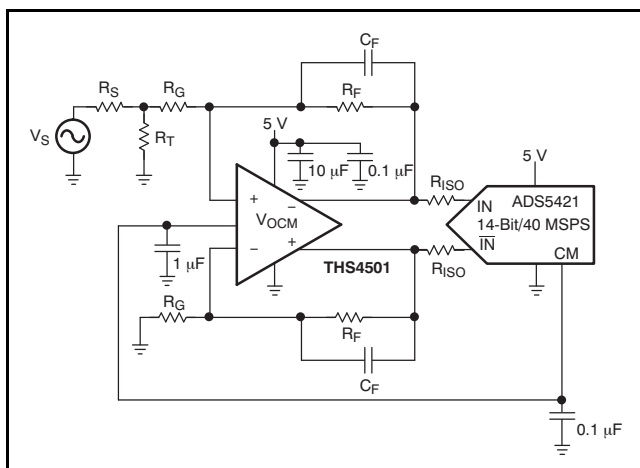 C_F
R_S
R_G
R_F
V_S
R_T
5 V
10 µF
0.1 µF
5 V
R_ISO
+
−
V_OCM
−
+
IN
ADS5421
14-Bit/40 MSPS
I̅N̅
CM
1 µF
THS4501
R_ISO
R_G
R_F
C_F
0.1 µF